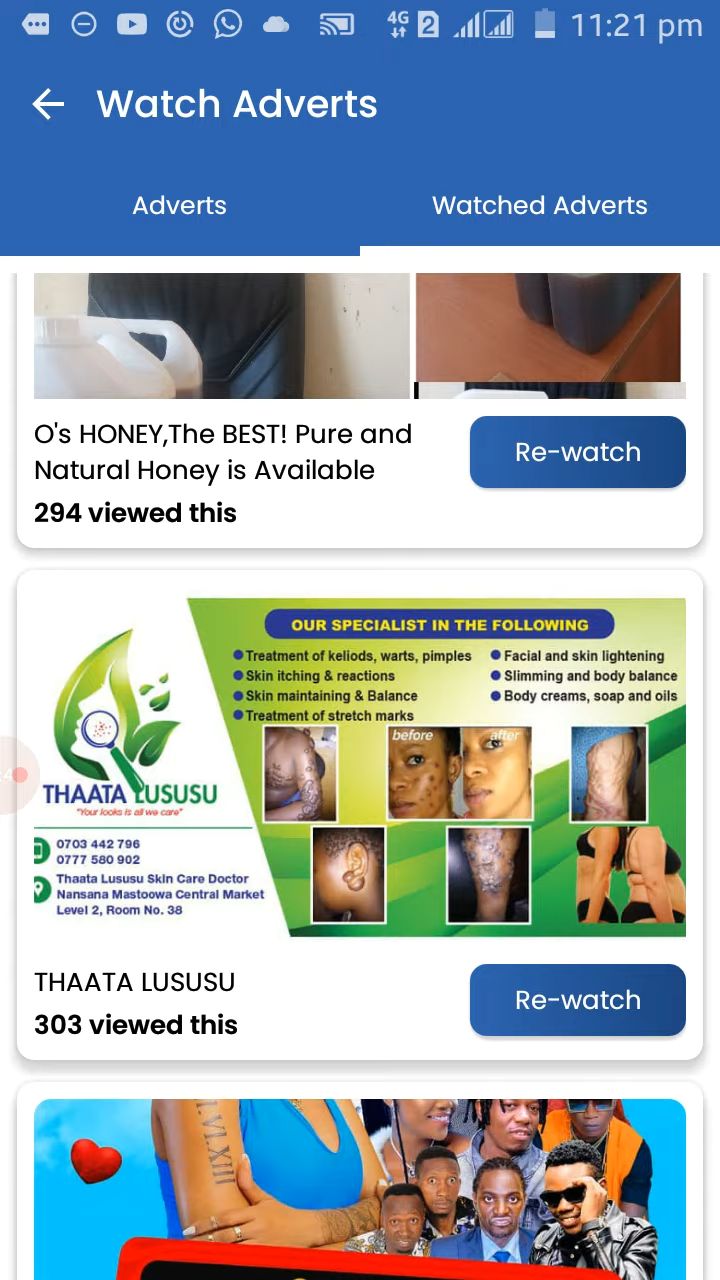 4G
2
11:21 pm
Watch Adverts
Adverts
Watched Adverts
O's HONEY,The BEST! Pure and
Natural Honey is Available
Re-watch
294 viewed this
OUR SPECIALIST IN THE FOLLOWING
Treatment of keliods, warts, pimples
Skin itching & reactions
Skin maintaining & Balance
Treatment of stretch marks
Facial and skin lightening
Slimming and body balance
Body creams, soap and oils
before
after
THAATA LUSUSU
"Your looks is all we care"
0703 442 796
0777 580 902
Thaata Lususu Skin Care Doctor
Nansana Mastoowa Central Market
Level 2, Room No. 38
THAATA LUSUSU
Re-watch
303 viewed this